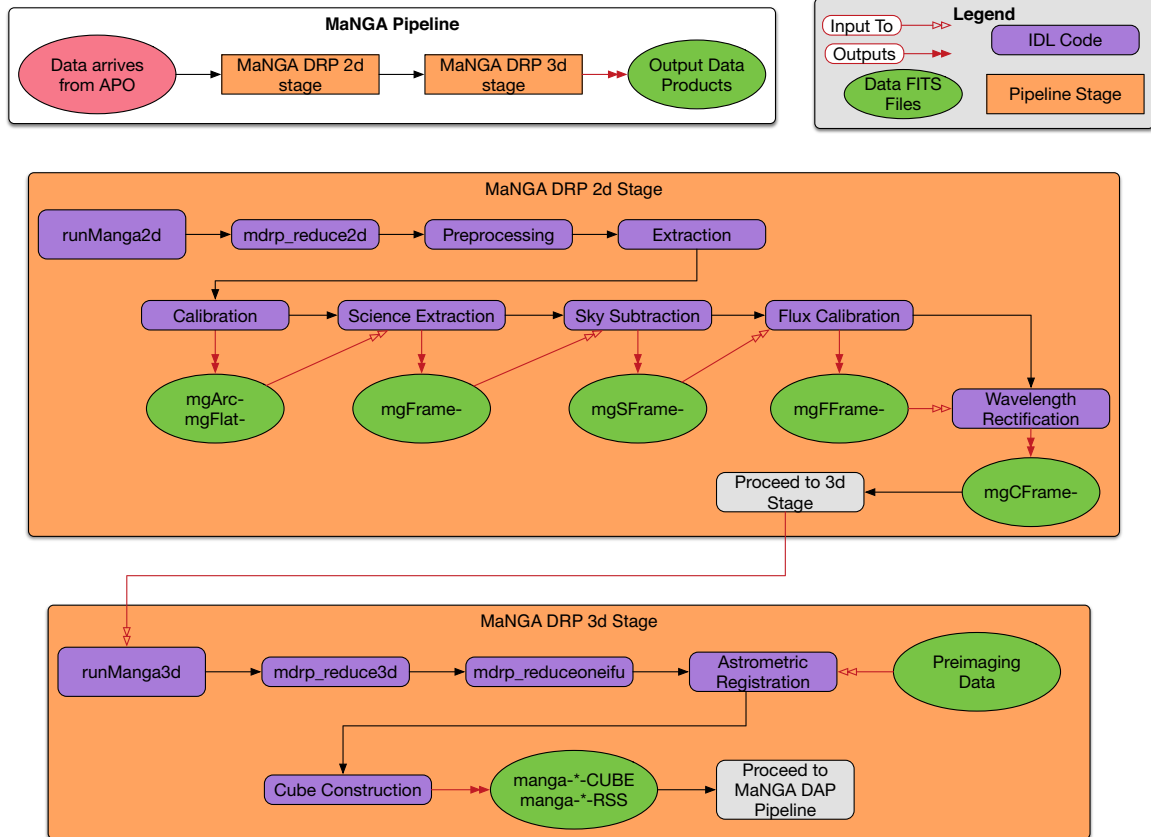 MaNGA Pipeline
Data arrives
from APO
MaNGA DRP 2d
stage
MaNGA DRP 3d
stage
Output Data
Products
Legend
Input To
Outputs
IDL Code
Data FITS
Files
Pipeline Stage
MaNGA DRP 2d Stage
runManga2d
mdrp_reduce2d
Preprocessing
Extraction
Calibration
Science Extraction
Sky Subtraction
Flux Calibration
mgArc-
mgFlat-
mgFrame-
mgSFrame-
mgFFrame-
Wavelength
Rectification
Proceed to 3d
Stage
mgCFrame-
MaNGA DRP 3d Stage
runManga3d
mdrp_reduce3d
mdrp_reduceoneifu
Astrometric
Registration
Preimaging
Data
Cube Construction
manga-*-CUBE
manga-*-RSS
Proceed to
MaNGA DAP
Pipeline